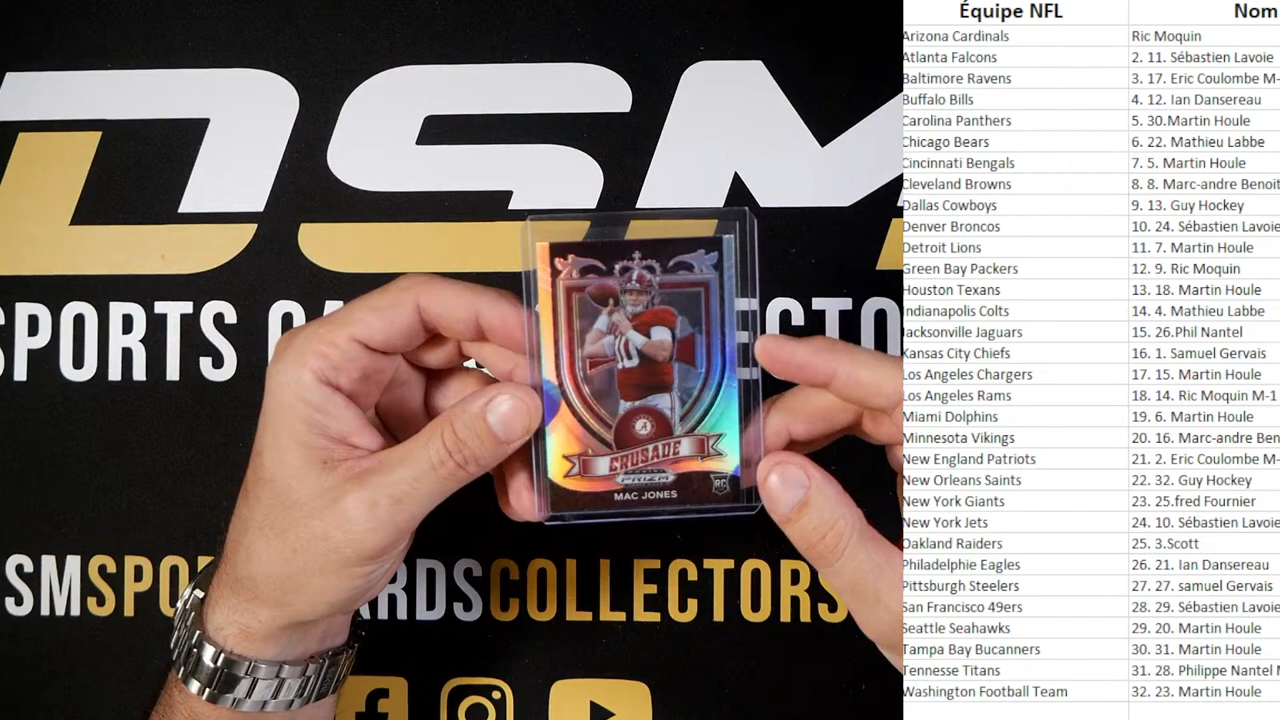 DSM
SPORTS
SMSPO
ARDSCOLLECTORS
10
A
CRUSADE
PRIZM
MAC JONES
RC
Équipe NFL Nom
Arizona Cardinals Ric Moquin
Atlanta Falcons 2. 11. Sébastien Lavoie
Baltimore Ravens 3. 17. Eric Coulombe M-
Buffalo Bills 4. 12. Ian Dansereau
Carolina Panthers 5. 30.Martin Houle
Chicago Bears 6. 22. Mathieu Labbe
Cincinnati Bengals 7. 5. Martin Houle
Cleveland Browns 8. 8. Marc-andre Benoit
Dallas Cowboys 9. 13. Guy Hockey
Denver Broncos 10. 24. Sébastien Lavoie
Detroit Lions 11. 7. Martin Houle
Green Bay Packers 12. 9. Ric Moquin
Houston Texans 13. 18. Martin Houle
Indianapolis Colts 14. 4. Mathieu Labbe
Jacksonville Jaguars 15. 26.Phil Nantel
Kansas City Chiefs 16. 1. Samuel Gervais
Los Angeles Chargers 17. 15. Martin Houle
Los Angeles Rams 18. 14. Ric Moquin M-1
Miami Dolphins 19. 6. Martin Houle
Minnesota Vikings 20. 16. Marc-andre Ben
New England Patriots 21. 2. Eric Coulombe M-
New Orleans Saints 22. 32. Guy Hockey
New York Giants 23. 25.fred Fournier
New York Jets 24. 10. Sébastien Lavoie
Oakland Raiders 25. 3.Scott
Philadelphie Eagles 26. 21. Ian Dansereau
Pittsburgh Steelers 27. 27. samuel Gervais
San Francisco 49ers 28. 29. Sébastien Lavoie
Seattle Seahawks 29. 20. Martin Houle
Tampa Bay Bucanners 30. 31. Martin Houle
Tennesse Titans 31. 28. Philippe Nantel
Washington Football Team 32. 23. Martin Houle